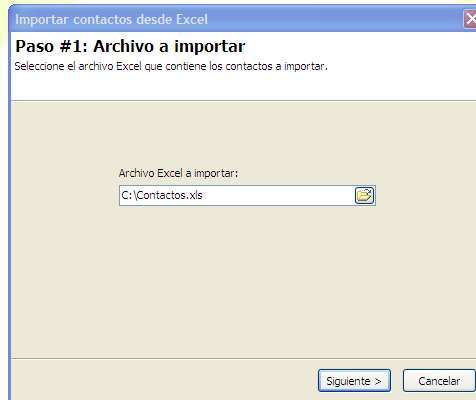 Importar contactos desde Excel
Paso #1: Archivo a importar
Seleccione el archivo Excel que contiene los contactos a importar.
Archivo Excel a importar:
C:\Contactos.xls
Siguiente >
Cancelar